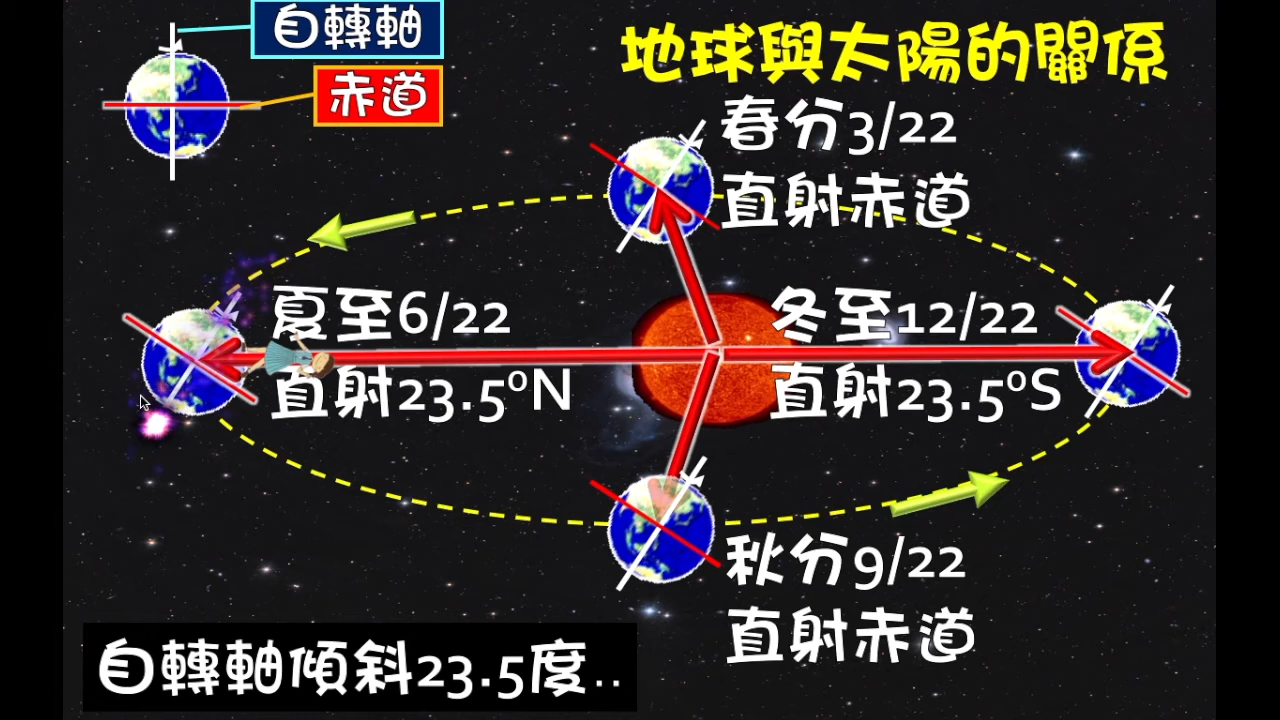 自轉軸
赤道
地球與太陽的關係
春分3/22
直射赤道
夏至6/22
直射23.5ºN
冬至12/22
直射23.5ºS
秋分9/22
直射赤道
自轉軸傾斜23.5度..